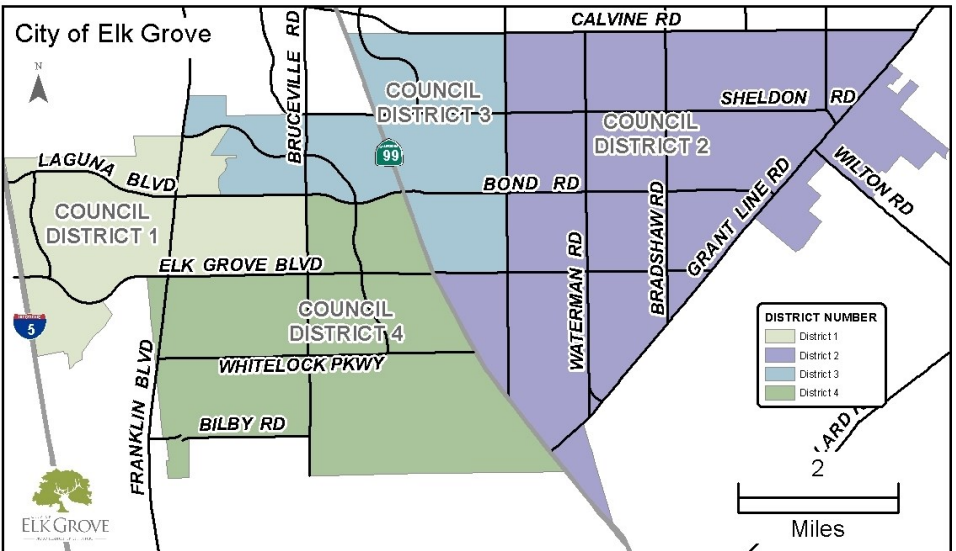 City of Elk Grove
N
CALVINE RD
BRUCEVILLE RD
COUNCIL
DISTRICT 3
SHELDON RD
COUNCIL
DISTRICT 2
99
LAGUNA BLVD
BOND RD
WILTON RD
COUNCIL
DISTRICT 1
BRADSHAW RD
GRANT LINE RD
WATERMAN RD
ELK GROVE BLVD
COUNCIL
DISTRICT 4
5
WHITELOCK PKWY
FRANKLIN BLVD
BILBY RD
DISTRICT NUMBER
District 1
District 2
District 3
District 4
2
Miles
ELK GROVE